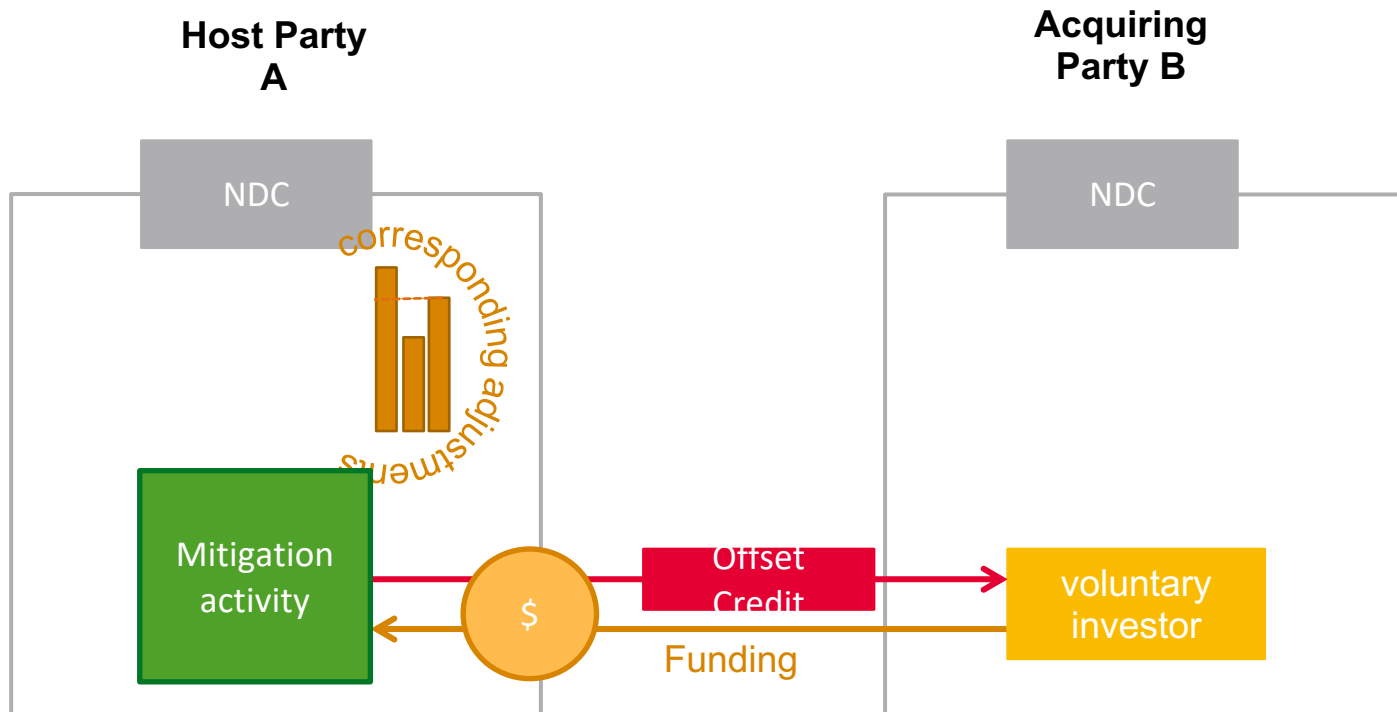 Host Party
A
Acquiring
Party B
NDC
NDC
corresponding adjustments
Mitigation
activity
$
Offset
Credit
voluntary
investor
Funding